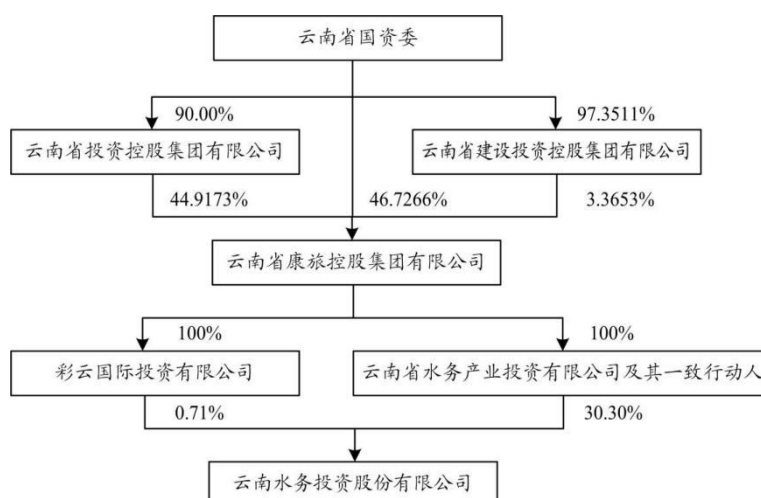 云南省国资委
90.00%
97.3511%
云南省投资控股集团有限公司
云南省建设投资控股集团有限公司
44.9173%
46.7266%
3.3653%
云南省康旅控股集团有限公司
100%
100%
彩云国际投资有限公司
云南省水务产业投资有限公司及其一致行动人
0.71%
30.30%
云南水务投资股份有限公司